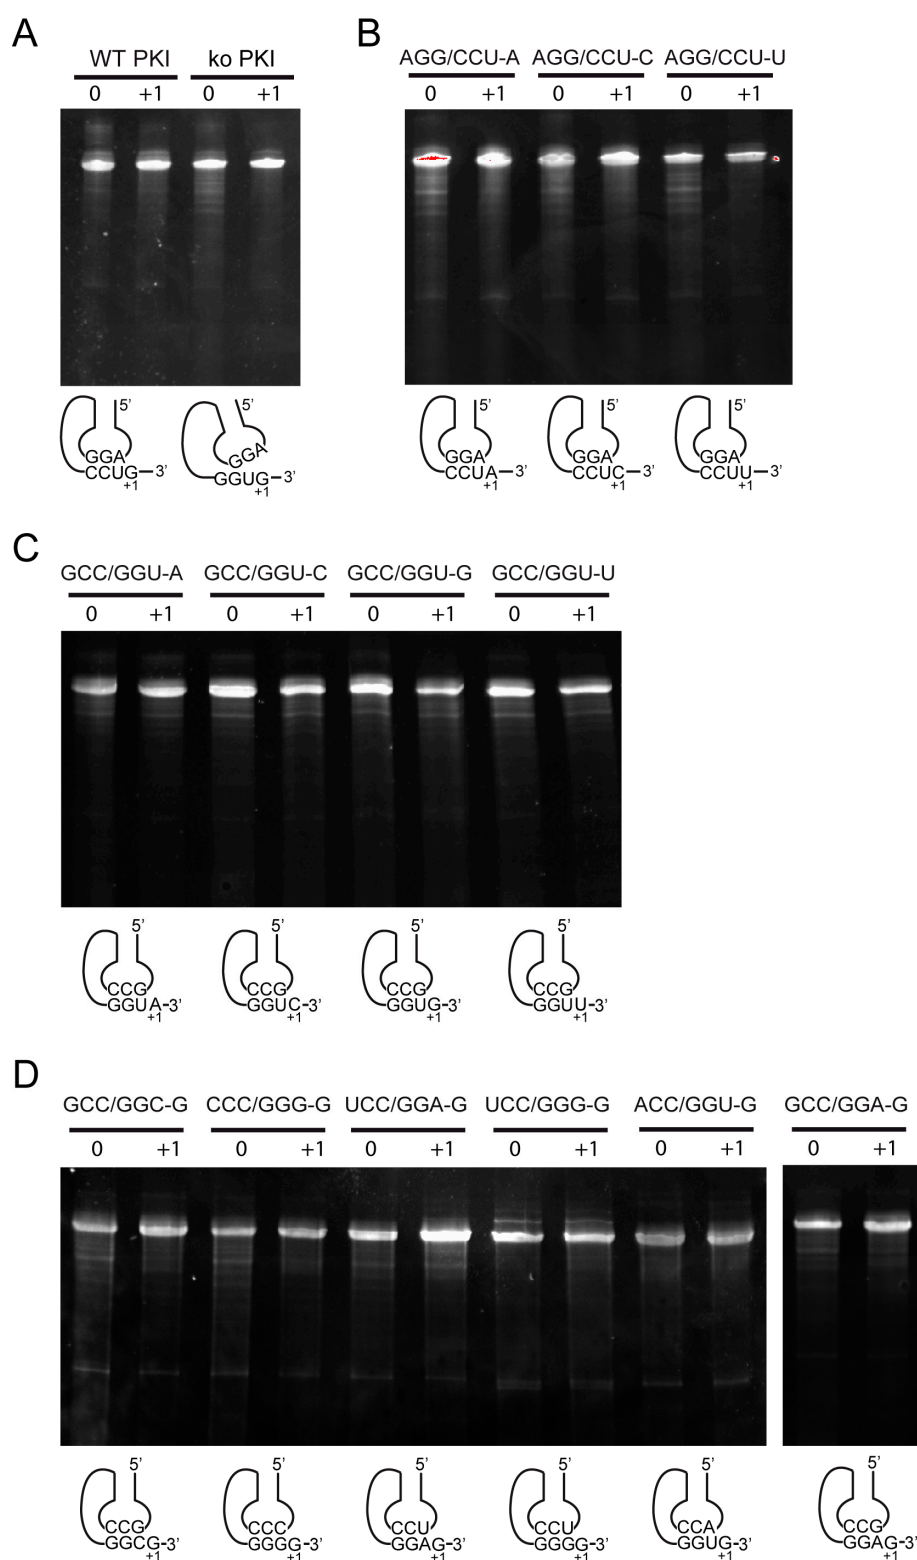 A
WT PKI ko PKI
0 +1 0 +1
5’ 5’
GGA GGA
CCUG–3’ GGUG–3’
+1 +1
B
AGG/CCU-A AGG/CCU-C AGG/CCU-U
0 +1 0 +1 0 +1
5’ 5’ 5’
GGA GGA GGA
CCUA–3’ CCUC–3’ CCUU–3’
+1 +1 +1
C
GCC/GGU-A GCC/GGU-C GCC/GGU-G GCC/GGU-U
0 +1 0 +1 0 +1 0 +1
5’ 5’ 5’ 5’
CCG CCG CCG CCG
GGUA-3’ GGUC-3’ GGUG-3’ GGUU-3’
+1 +1 +1 +1
D
GCC/GGC-G CCC/GGG-G UCC/GGA-G UCC/GGG-G ACC/GGU-G GCC/GGA-G
0 +1 0 +1 0 +1 0 +1 0 +1 0 +1
5’ 5’ 5’ 5’ 5’ 5’
CCG CCC CCU CCU CCA CCG
GGCG-3’ GGGG-3’ GGAG-3’ GGGG-3’ GGUG-3’ GGAG-3’
+1 +1 +1 +1 +1 +1